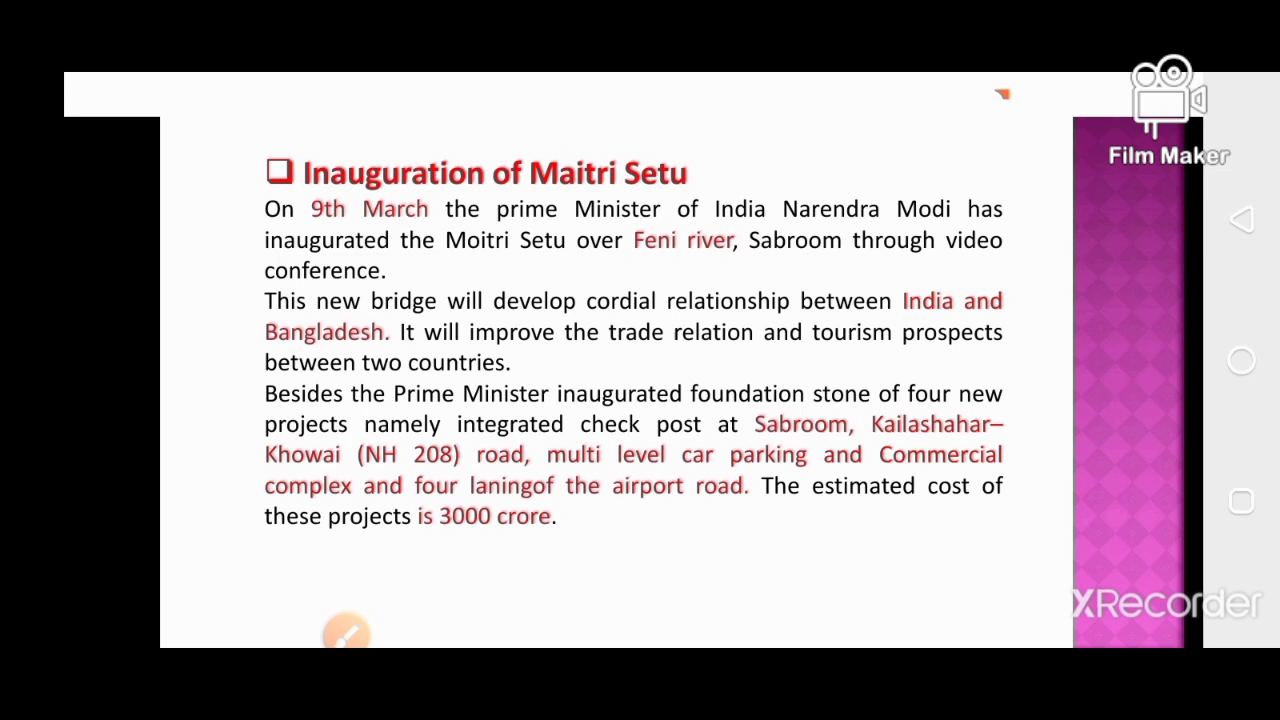 Film Maker
❑ Inauguration of Maitri Setu
On 9th March the prime Minister of India Narendra Modi has
inaugurated the Moitri Setu over Feni river, Sabroom through video
conference.
This new bridge will develop cordial relationship between India and
Bangladesh. It will improve the trade relation and tourism prospects
between two countries.
Besides the Prime Minister inaugurated foundation stone of four new
projects namely integrated check post at Sabroom, Kailashahar–
Khowai (NH 208) road, multi level car parking and Commercial
complex and four laningof the airport road. The estimated cost of
these projects is 3000 crore.
XRecorder